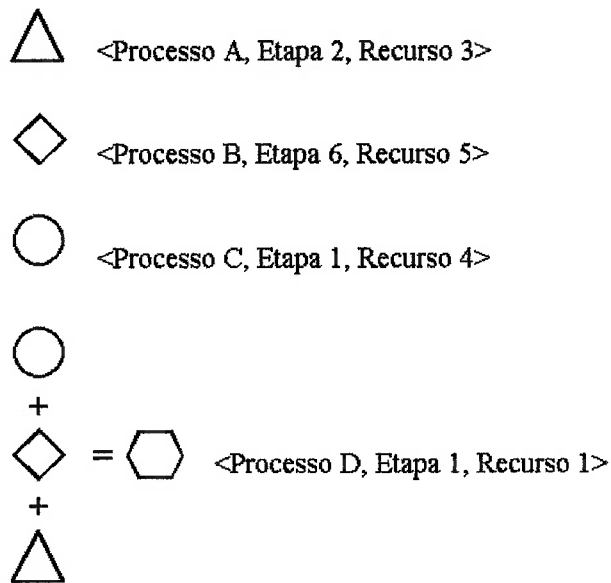 <Processo A, Etapa 2, Recurso 3>
<Processo B, Etapa 6, Recurso 5>
<Processo C, Etapa 1, Recurso 4>
+
= <Processo D, Etapa 1, Recurso 1>
+